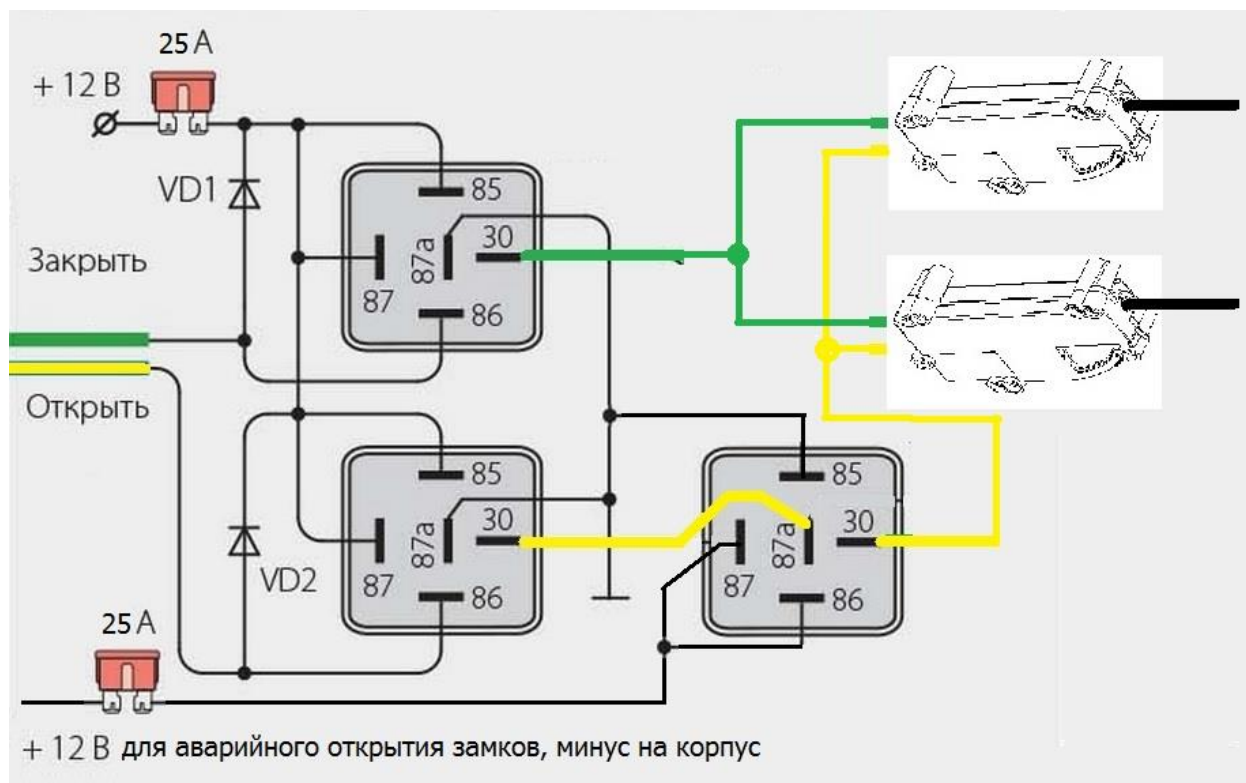 25 А
+ 12 В
VD1
85
30
87a
87
86
Закрыть
Открыть
85
30
87a
87
86
VD2
85
30
87a
87
86
25 А
+ 12 В для аварийного открытия замков, минус на корпус